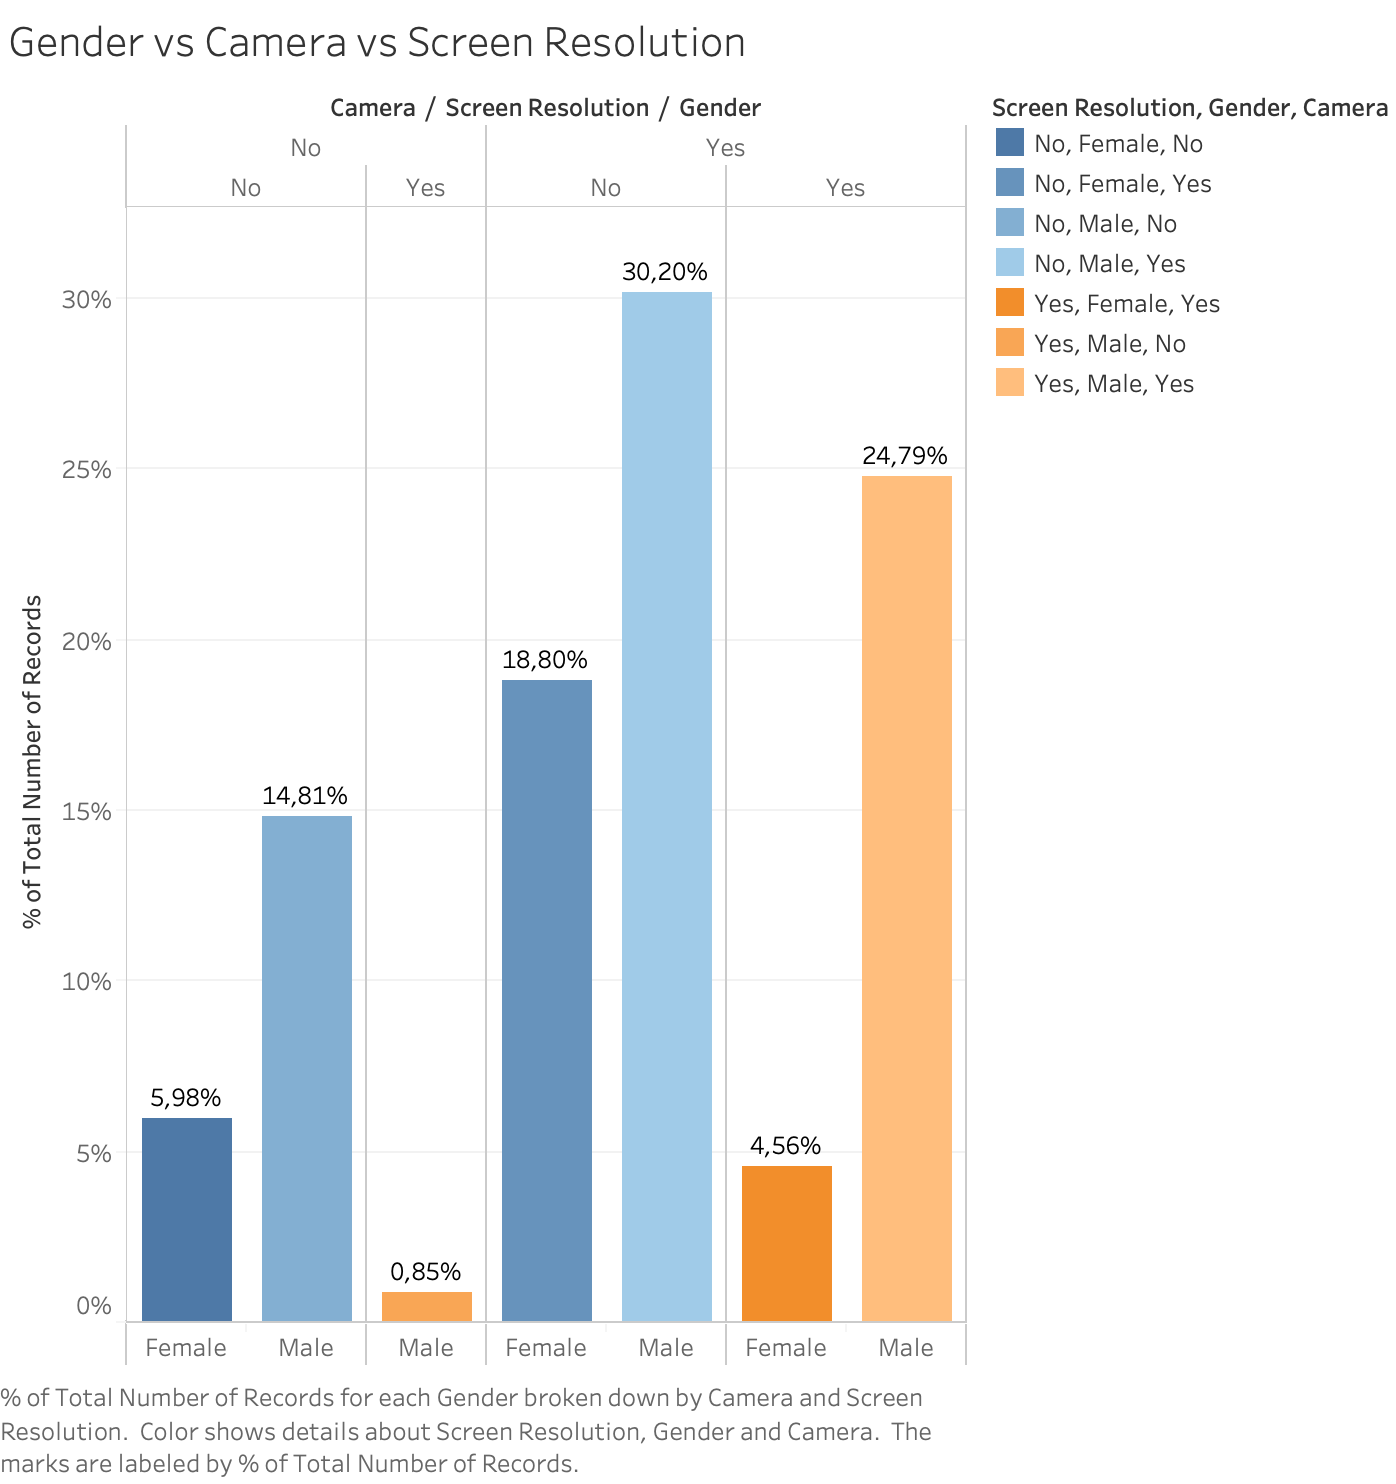 Gender vs Camera vs Screen Resolution
Camera / Screen Resolution / Gender
No
Yes
No
Yes
No
Yes
30,20%
30%
24,79%
25%
18,80%
20%
14,81%
15%
10%
5,98%
4,56%
5%
0,85%
0%
% of Total Number of Records
Female
Male
Male
Female
Male
Female
Male
Screen Resolution, Gender, Camera
No, Female, No
No, Female, Yes
No, Male, No
No, Male, Yes
Yes, Female, Yes
Yes, Male, No
Yes, Male, Yes
% of Total Number of Records for each Gender broken down by Camera and Screen
Resolution. Color shows details about Screen Resolution, Gender and Camera. The
marks are labeled by % of Total Number of Records.